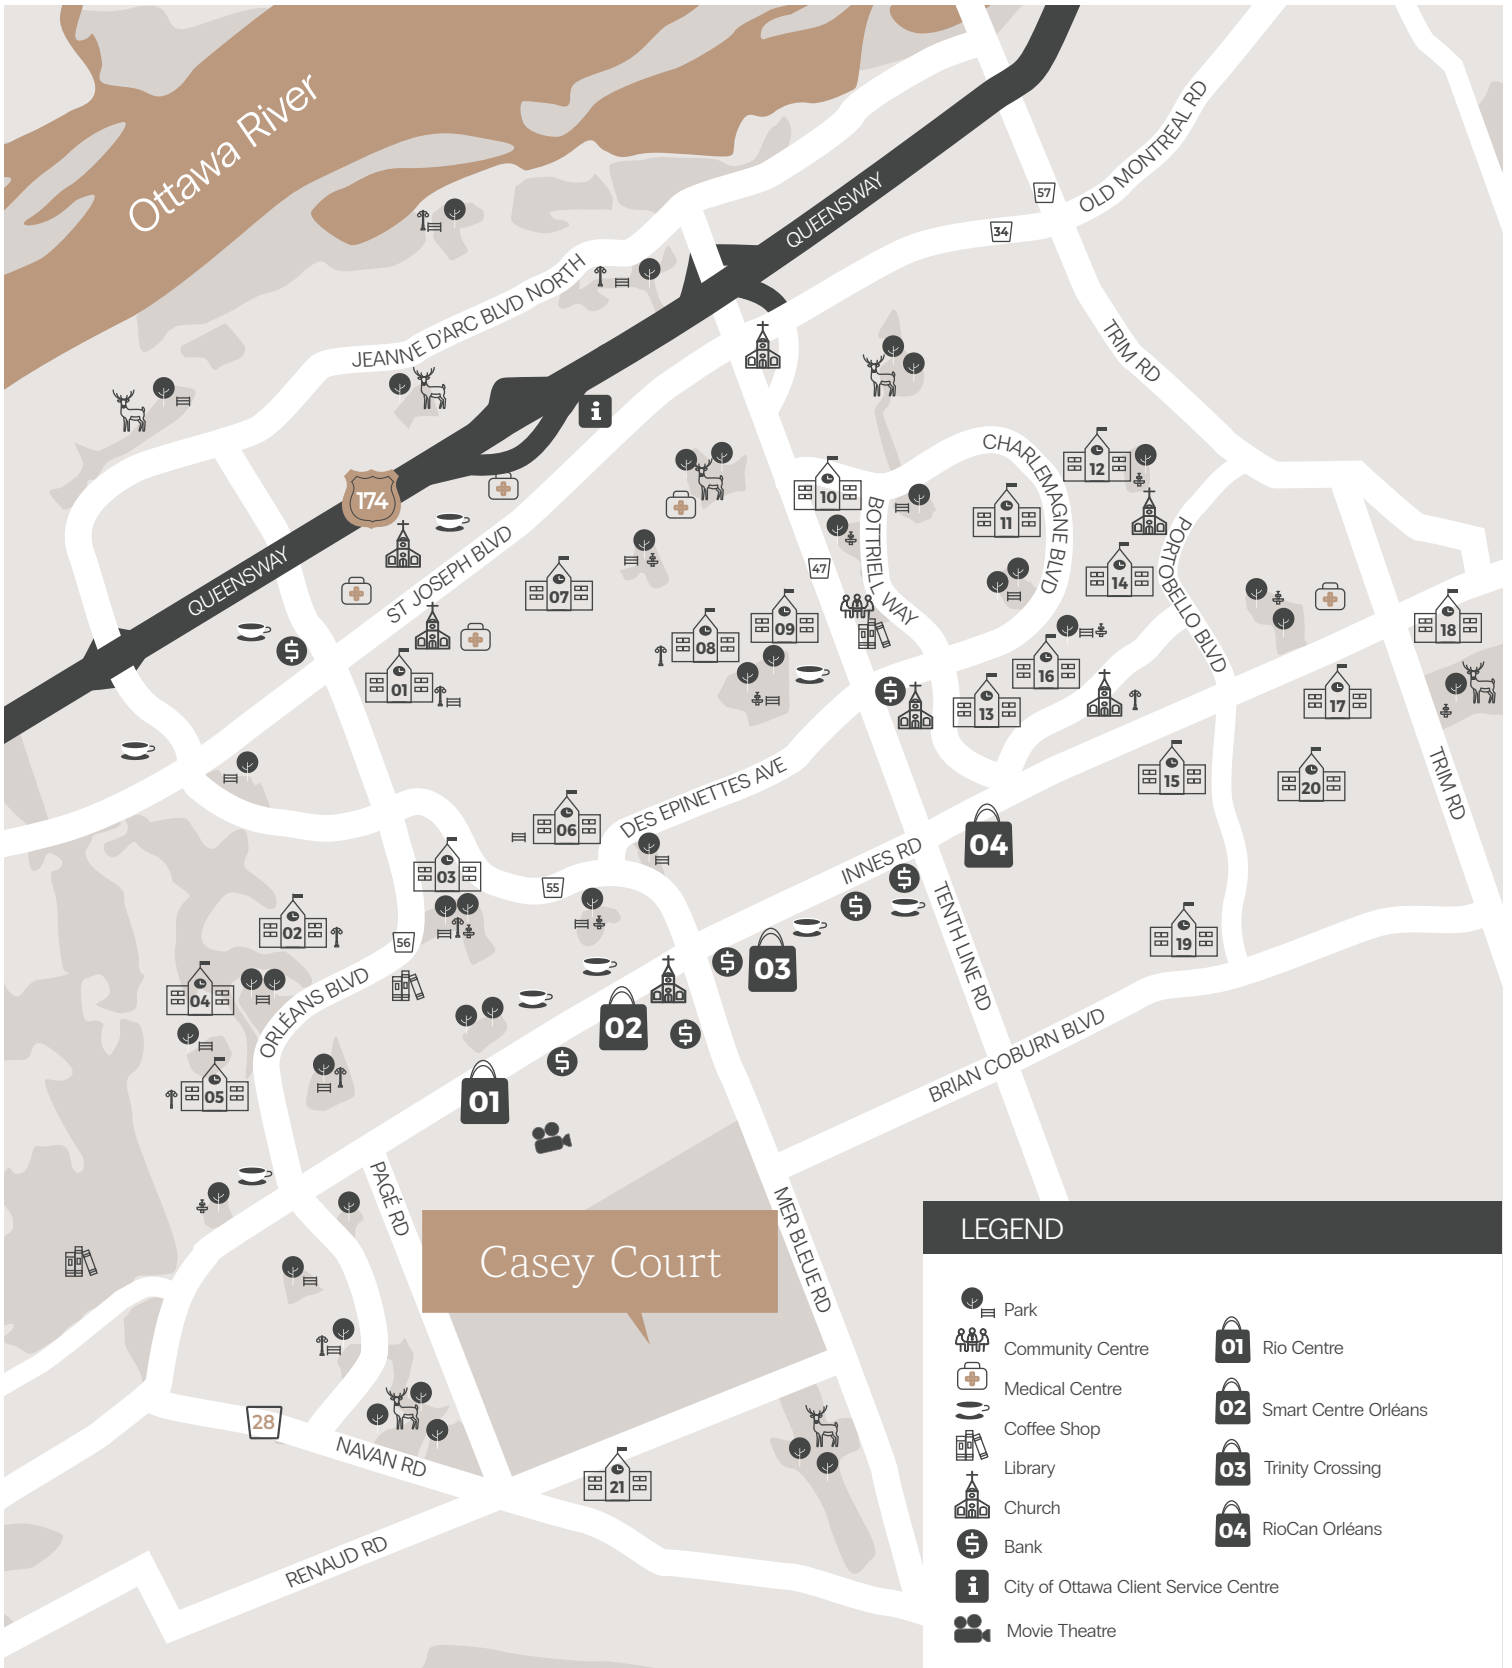 Ottawa River
QUEENSWAY
OLD MONTREAL RD
57
34
JEANNE D'ARC BLVD NORTH
TRIM RD
174
CHARLEMAGNE BLVD
12
10
11
BOTTRIELL WAY
PORTOBELLO BLVD
QUEENSWAY
ST JOSEPH BLVD
47
14
07
09
08
18
16
01
13
17
15
20
TRIM RD
DES EPINETTES AVE
06
INNES RD
04
03
55
TENTH LINE RD
02
56
19
03
04
ORLÉANS BLVD
02
05
01
BRIAN COBURN BLVD
PAGÉ RD
MER BLEUE RD
Casey Court
28
NAVAN RD
21
RENAUD RD
LEGEND
Park
Community Centre
Medical Centre
Coffee Shop
Library
Church
Bank
City of Ottawa Client Service Centre
Movie Theatre
01 Rio Centre
02 Smart Centre Orléans
03 Trinity Crossing
04 RioCan Orléans